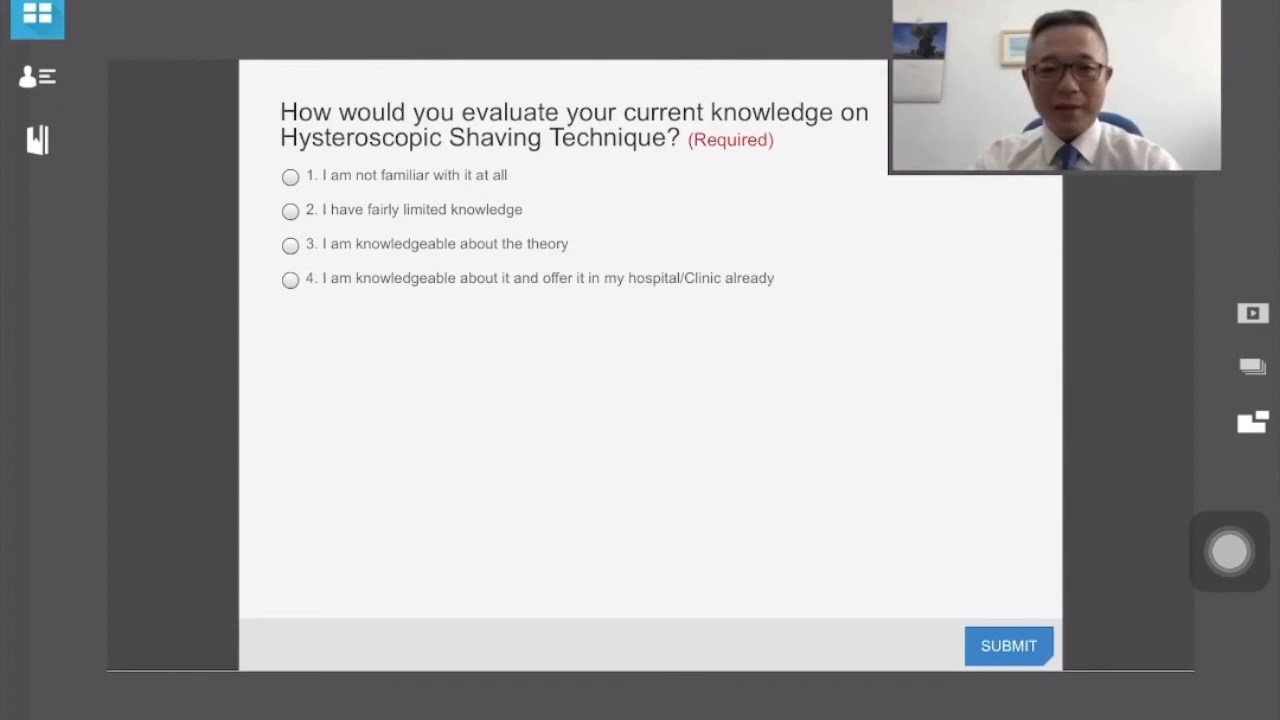 How would you evaluate your current knowledge on
Hysteroscopic Shaving Technique? (Required)
1. I am not familiar with it at all
2. I have fairly limited knowledge
3. I am knowledgeable about the theory
4. I am knowledgeable about it and offer it in my hospital/Clinic already
SUBMIT